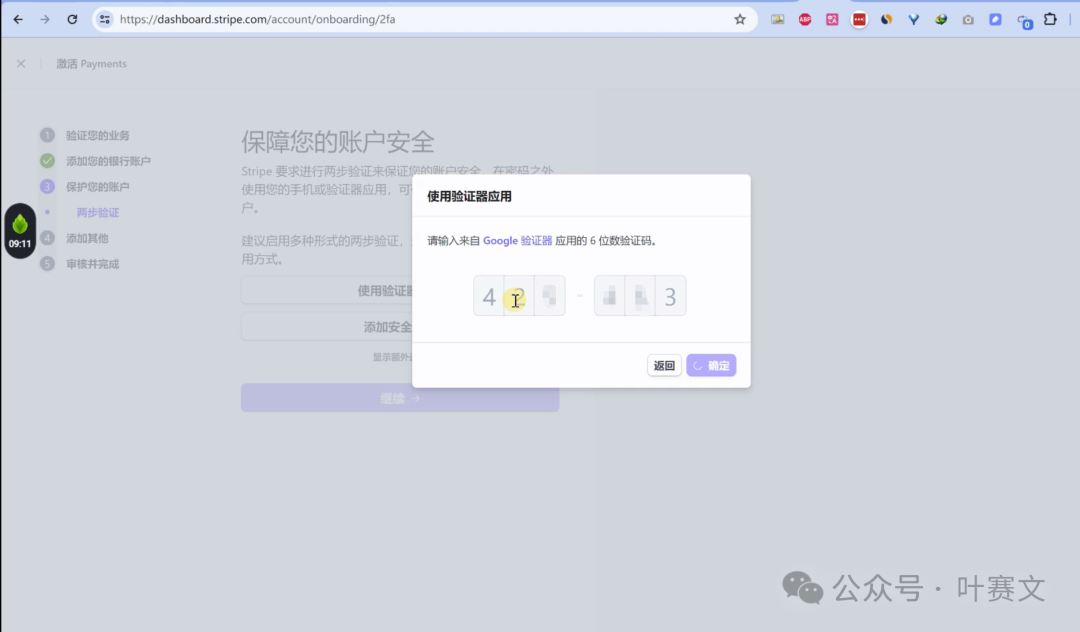 https://dashboard.stripe.com/account/onboarding/2fa
ABP
0
激活 Payments
1 验证您的业务
添加您的银行账户
3 保护您的账户
两步验证
4 添加其他
5 审核并完成
09:11
保障您的账户安全
Stripe 要求进行两步验证来保证您的账户安全。在密码之外
使用您的手机或验证器应用，可
户。
建议启用多种形式的两步验证，
用方式。
使用验证器
添加安全
显示额外
继续 →
使用验证器应用
请输入来自 Google 验证器 应用的 6 位数验证码。
4 2 - 3
返回
确定
公众号 · 叶赛文